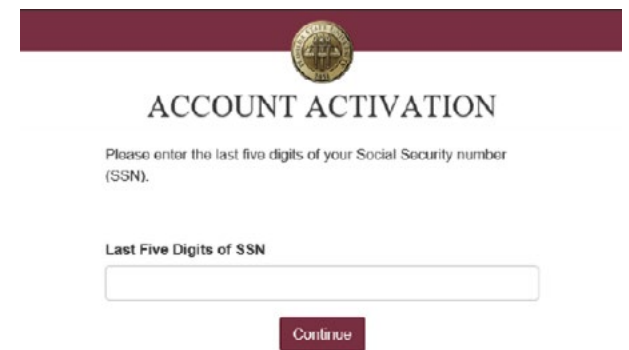 ACCOUNT ACTIVATION
Please enter the last five digits of your Social Security number
(SSN).
Last Five Digits of SSN
Continue